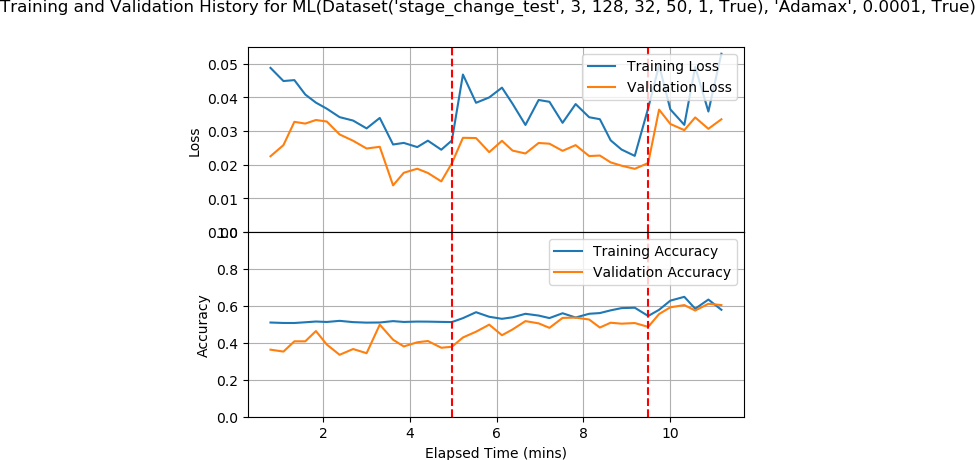 Training and Validation History for ML(Dataset('stage_change_test', 3, 128, 32, 50, 1, True), 'Adamax', 0.0001, True)
0.05
0.04
0.03
0.02
0.01
0.00
Loss
Training Loss
Validation Loss
1.0
0.8
0.6
0.4
0.2
0.0
Accuracy
Training Accuracy
Validation Accuracy
2 4 6 8 10
Elapsed Time (mins)